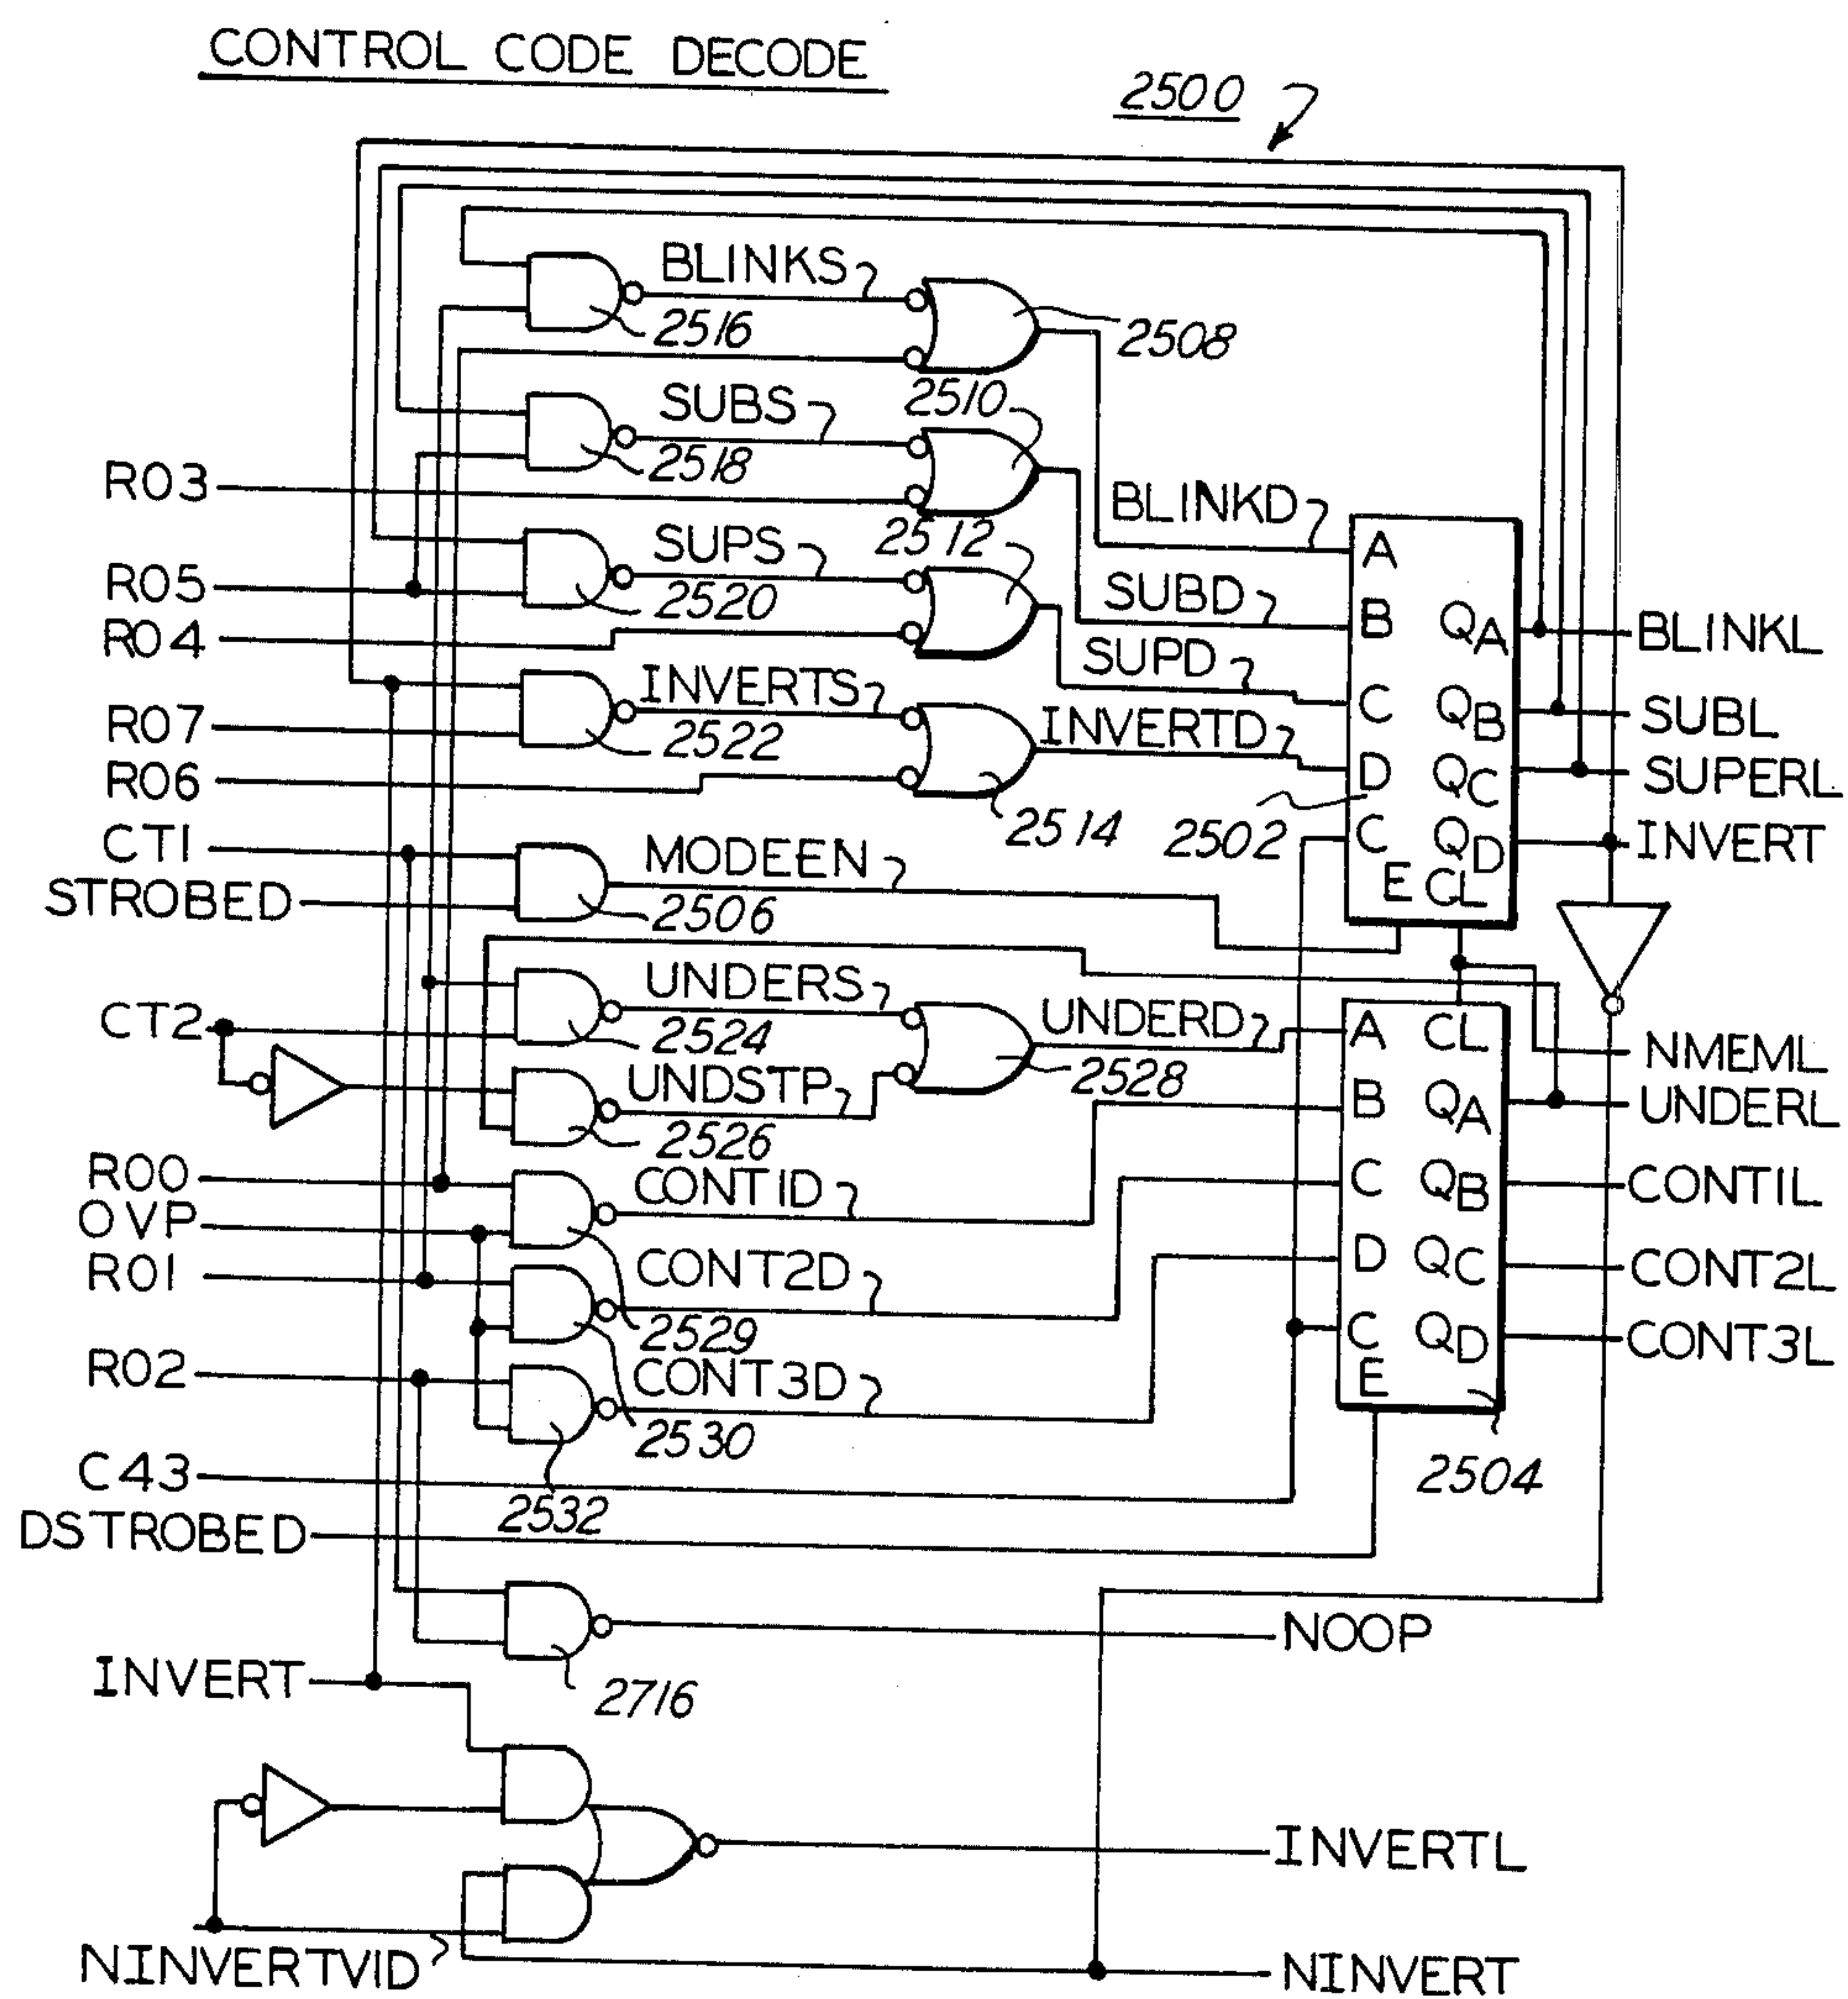 CONTROL CODE DECODE
2500
BLINKS
2516
2508
SUBS
2510
2518
R03
BLINKD
2512
SUPS
A
R05
2520
SUBD
B
QA
BLINKL
R04
SUPD
INVERTS
C
QB
SUBL
R07
2522
INVERTD
R06
D
QC
SUPERL
2514
2502
C
QD
INVERT
CT1
MODEEN
E CL
STROBED
2506
UNDERS
CT2
UNDERD
A
CL
2524
NMEML
UNDSTP
2528
B
QA
UNDERL
2526
R00
CONT1D
C
QB
CONT1L
OVP
R01
CONT2D
D
QC
CONT2L
2529
C
QD
CONT3L
R02
CONT3D
E
2530
C43
2504
2532
DSTROBED
NOOP
INVERT
2716
INVERTL
NINVERTVID
NINVERT